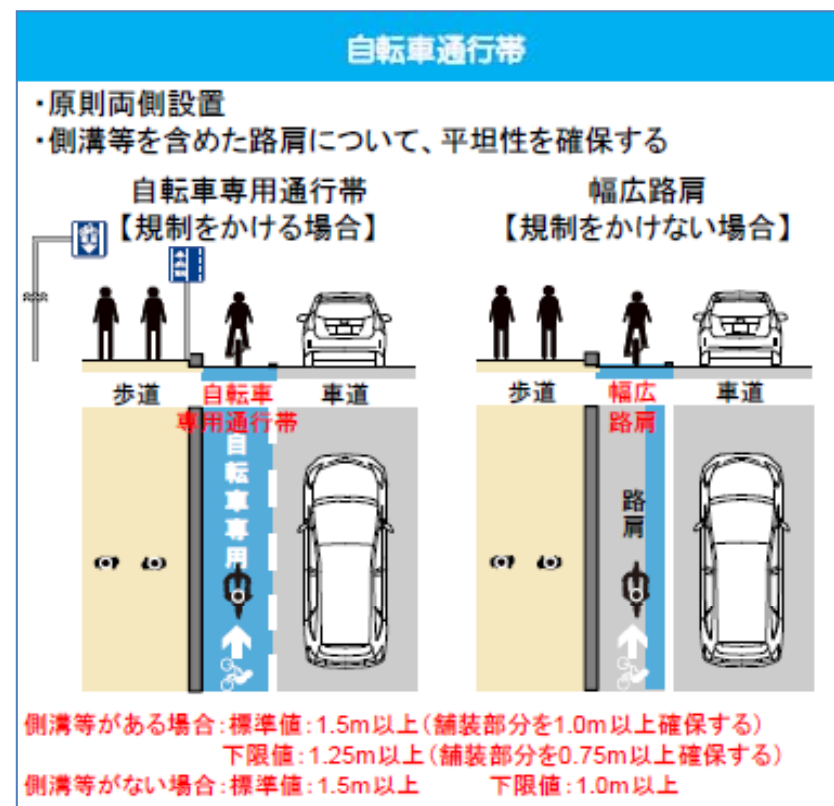 自転車通行帯
・原則両側設置
・側溝等を含めた路肩について、平坦性を確保する
自転車専用通行帯
【規制をかける場合】
幅広路肩
【規制をかけない場合】
歩道
自転車
専用通行帯
車道
自転車専用
歩道
幅広
路肩
車道
路肩
側溝等がある場合:標準値:1.5m以上(舗装部分を1.0m以上確保する)
下限値:1.25m以上(舗装部分を0.75m以上確保する)
側溝等がない場合:標準値:1.5m以上 下限値:1.0m以上